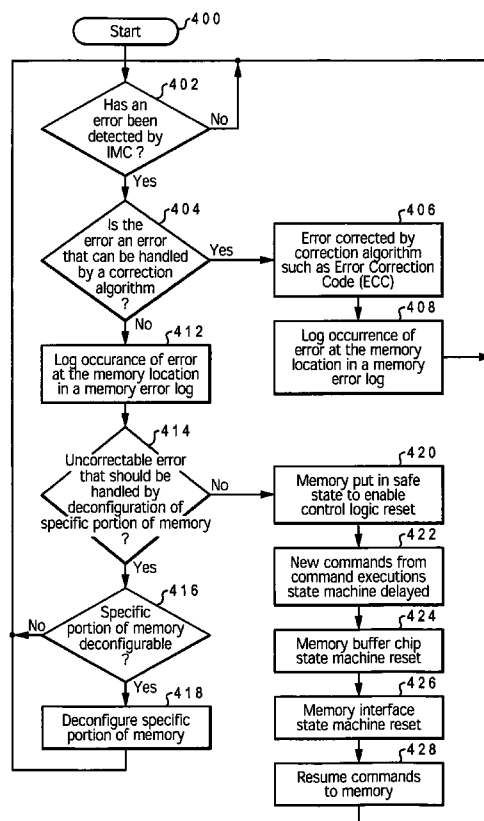 400
Start
402
Has an
error been
detected by
IMC ?
No
Yes
404
Is the
error an error
that can be handled
by a correction
algorithm
?
Yes
No
406
Error corrected by
correction algorithm
such as Error Correction
Code (ECC)
408
Log occurrence of
error at the memory
location in a memory
error log
412
Log occurance of error
at the memory location
in a memory error log
414
Uncorrectable error
that should be
handled by
deconfiguration of
specific portion of memory
?
No
Yes
416
Specific
portion of memory
deconfigurable
?
No
Yes
418
Deconfigure specific
portion of memory
420
Memory put in safe
state to enable
control logic reset
422
New commands from
command executions
state machine delayed
424
Memory buffer chip
state machine reset
426
Memory interface
state machine reset
428
Resume commands
to memory